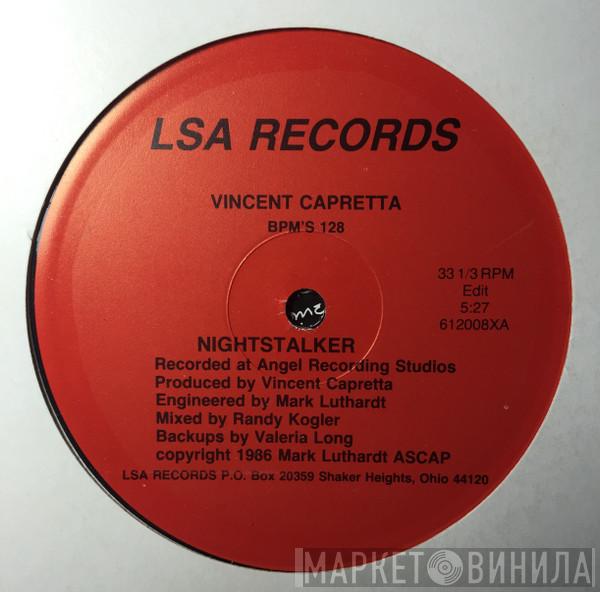 LSA RECORDS
VINCENT CAPRETTA
BPM'S 128
33 1/3 RPM
Edit
5:27
612008XA
NIGHTSTALKER
Recorded at Angel Recording Studios
Produced by Vincent Capretta
Engineered by Mark Luthardt
Mixed by Randy Kogler
Backups by Valeria Long
copyright 1986 Mark Luthardt ASCAP
LSA RECORDS P.O. Box 20359 Shaker Heights, Ohio 44120
МАРКЕТ ВИНИЛА